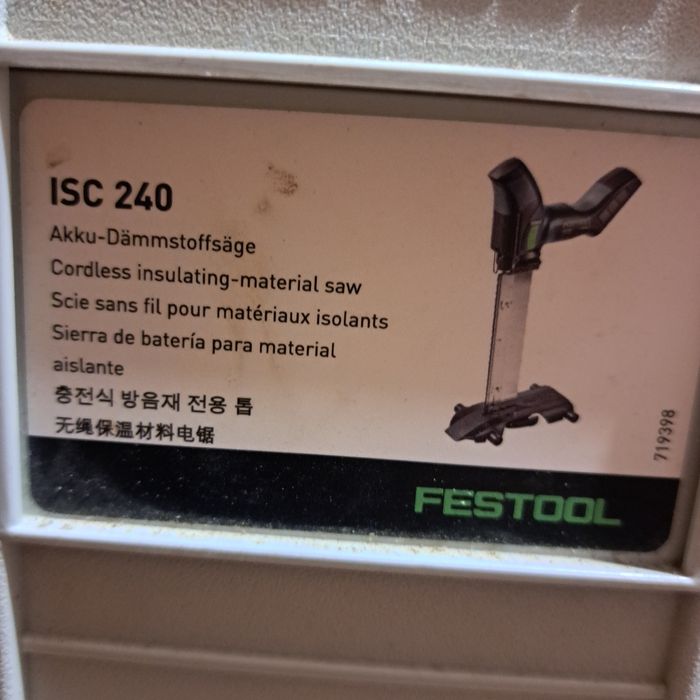 ISC 240
Akku-Dämmstoffsäge
Cordless insulating-material saw
Scie sans fil pour matériaux isolants
Sierra de batería para material
aislante
충전식 방음재 전용 톱
无绳保温材料电锯
719398
FESTOOL